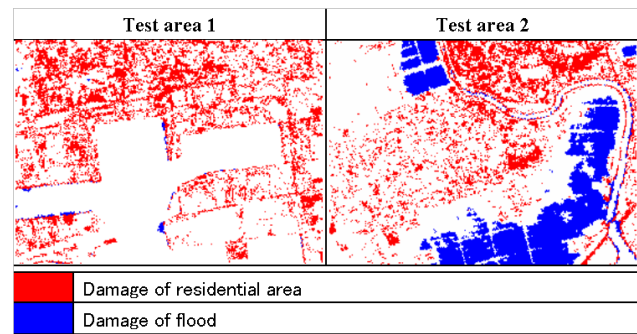 Test area 1
Test area 2
Damage of residential area
Damage of flood